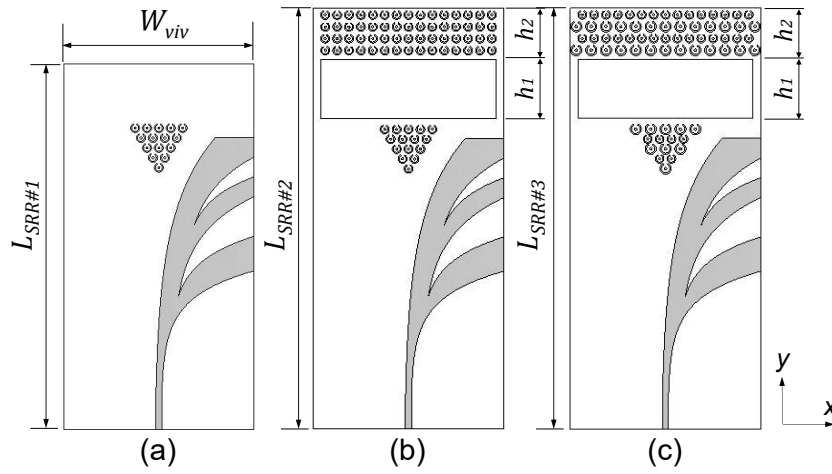 W_viv
L_SRR#1
L_SRR#2
h2
h1
L_SRR#3
h2
h1
y
x
(a)
(b)
(c)